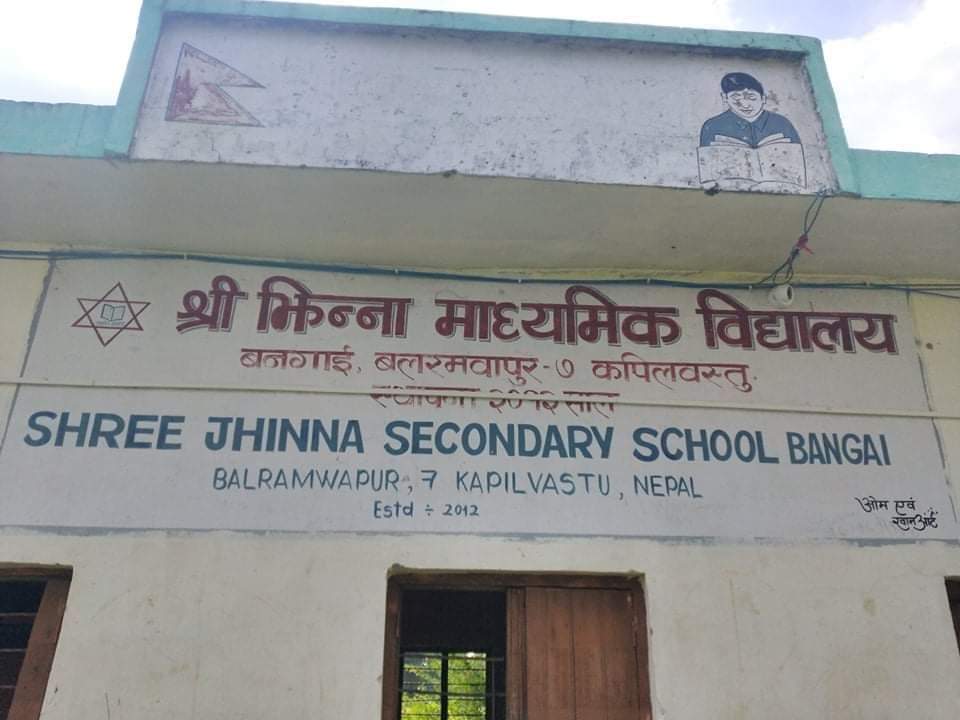 श्री झिन्ना माध्यमिक विद्यालय
बनगाई, बलरमवापुर-७ कपिलवस्तु.
स्थापना २०१२ साल
SHREE JHINNA SECONDARY SCHOOL BANGAI
BALRAMWAPUR, 7 KAPILVASTU, NEPAL
Estd ÷ 2012
ओम एवं
खान आर्ट